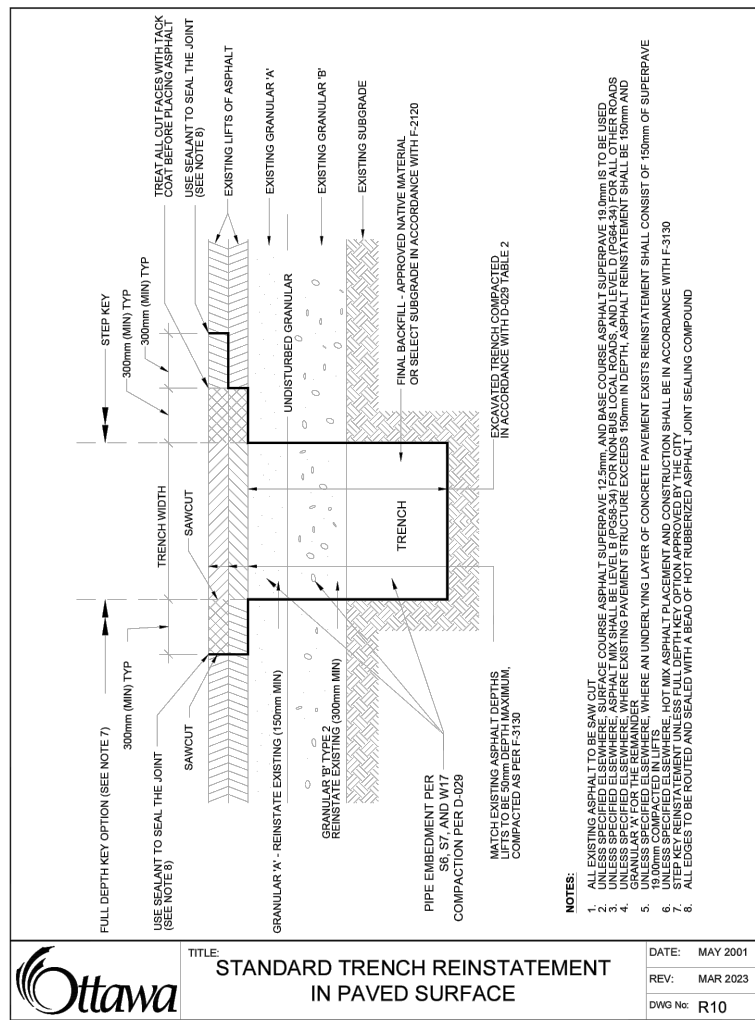 FULL DEPTH KEY OPTION (SEE NOTE 7)
300mm (MIN) TYP
USE SEALANT TO SEAL THE JOINT
(SEE NOTE 8)
SAWCUT
GRANULAR 'A' - REINSTATE EXISTING (150mm MIN)
GRANULAR 'B' TYPE 2
REINSTATE EXISTING (300mm MIN)
PIPE EMBEDMENT PER
S6, S7, AND W17
COMPACTION PER D-029
MATCH EXISTING ASPHALT DEPTHS
LIFTS TO BE 50mm DEPTH MAXIMUM,
COMPACTED AS PER F-3130
TRENCH WIDTH
SAWCUT
TRENCH
STEP KEY
300mm (MIN) TYP
300mm (MIN) TYP
UNDISTURBED GRANULAR
FINAL BACKFILL - APPROVED NATIVE MATERIAL
OR SELECT SUBGRADE IN ACCORDANCE WITH F-2120
EXCAVATED TRENCH COMPACTED
IN ACCORDANCE WITH D-029 TABLE 2
TREAT ALL CUT FACES WITH TACK
COAT BEFORE PLACING ASPHALT
USE SEALANT TO SEAL THE JOINT
(SEE NOTE 8)
EXISTING LIFTS OF ASPHALT
EXISTING GRANULAR 'A'
EXISTING GRANULAR 'B'
EXISTING SUBGRADE
NOTES:
1. ALL EXISTING ASPHALT TO BE SAW CUT
2. UNLESS SPECIFIED ELSEWHERE, SURFACE COURSE ASPHALT SUPERPAVE 12.5mm, AND BASE COURSE ASPHALT SUPERPAVE 19.0mm IS TO BE USED
3. UNLESS SPECIFIED ELSEWHERE, ASPHALT MIX SHALL BE LEVEL B (PG58-34) FOR NON-BUS LOCAL ROADS, AND LEVEL D (PG64-34) FOR ALL OTHER ROADS
4. UNLESS SPECIFIED ELSEWHERE, WHERE EXISTING PAVEMENT STRUCTURE EXCEEDS 150mm IN DEPTH, ASPHALT REINSTATEMENT SHALL BE 150mm AND
GRANULAR 'A' FOR THE REMAINDER
5. UNLESS SPECIFIED ELSEWHERE, WHERE AN UNDERLYING LAYER OF CONCRETE PAVEMENT EXISTS REINSTATEMENT SHALL CONSIST OF 150mm OF SUPERPAVE
19.00mm COMPACTED IN LIFTS
6. UNLESS SPECIFIED ELSEWHERE, HOT MIX ASPHALT PLACEMENT AND CONSTRUCTION SHALL BE IN ACCORDANCE WITH F-3130
7. STEP KEY REINSTATEMENT UNLESS FULL DEPTH KEY OPTION APPROVED BY THE CITY
8. ALL EDGES TO BE ROUTED AND SEALED WITH A BEAD OF HOT RUBBERIZED ASPHALT JOINT SEALING COMPOUND
Ottawa
TITLE:
STANDARD TRENCH REINSTATEMENT
IN PAVED SURFACE
DATE: MAY 2001
REV: MAR 2023
DWG No: R10